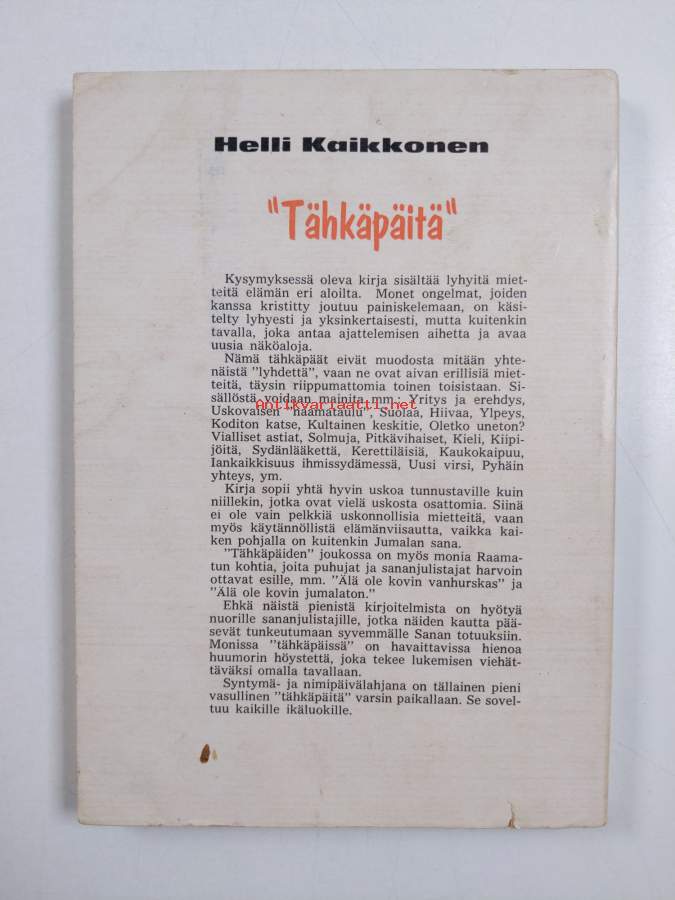 Helli Kaikkonen
"Tähkäpäitä"
Kysymyksessä oleva kirja sisältää lyhyitä miet-
teitä elämän eri aloilta. Monet ongelmat, joiden
kanssa kristitty joutuu painiskelemaan, on käsi-
telty lyhyesti ja yksinkertaisesti, mutta kuitenkin
tavalla, joka antaa ajattelemisen aihetta ja avaa
uusia näköaloja.
Nämä tähkäpäät eivät muodosta mitään yhte-
näistä "lyhdettä", vaan ne ovat aivan erillisiä miet-
teitä, täysin riippumattomia toinen toisistaan. Si-
sällöstä voidaan mainita mm.: Yritys ja erehdys,
Antikvariaatti.net
Uskovaisen "naamataulu", Suolaa, Hiivaa, Ylpeys,
Koditon katse, Kultainen keskitie, Oletko uneton?
Vialliset astiat, Solmuja, Pitkävihaiset, Kieli, Kiipi-
jöitä, Sydänlääkettä, Kerettiläisiä, Kaukokaipuu,
Iankaikkisuus ihmissydämessä, Uusi virsi, Pyhäin
yhteys, ym.
Kirja sopii yhtä hyvin uskoa tunnustaville kuin
niillekin, jotka ovat vielä uskosta osattomia. Siinä
ei ole vain pelkkiä uskonnollisia mietteitä, vaan
myös käytännöllistä elämänviisautta, vaikka kai-
ken pohjalla on kuitenkin Jumalan sana.
"Tähkäpäiden" joukossa on myös monia Raama-
tun kohtia, joita puhujat ja sananjulistajat harvoin
ottavat esille, mm. "Älä ole kovin vanhurskas" ja
"Älä ole kovin jumalaton."
Ehkä näistä pienistä kirjoitelmista on hyötyä
nuorille sananjulistajille, jotka näiden kautta pää-
sevät tunkeutumaan syvemmälle Sanan totuuksiin.
Monissa "tähkäpäissä" on havaittavissa hienoa
huumorin höystettä, joka tekee lukemisen viehät-
täväksi omalla tavallaan.
Syntymä- ja nimipäivälahjana on tällainen pieni
vasullinen "tähkäpäitä" varsin paikallaan. Se sovel-
tuu kaikille ikäluokille.